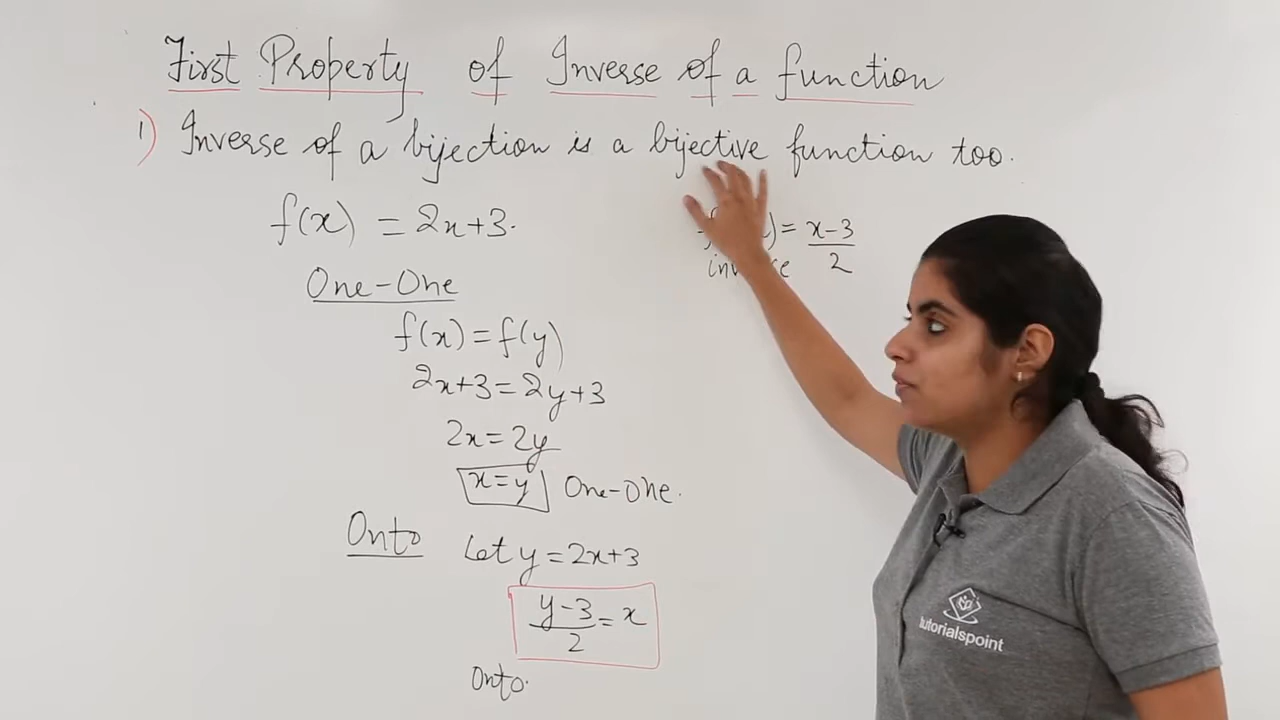 First Property of Inverse of a function
1) Inverse of a bijection is a bijective function too.
f(x) = 2x+3.
= x-3
2
One-One
f(x) = f(y)
2x+3 = 2y+3
2x = 2y
x = y One-One.
Onto Let y = 2x+3
y-3 = x
2
Onto.
tutorialspoint